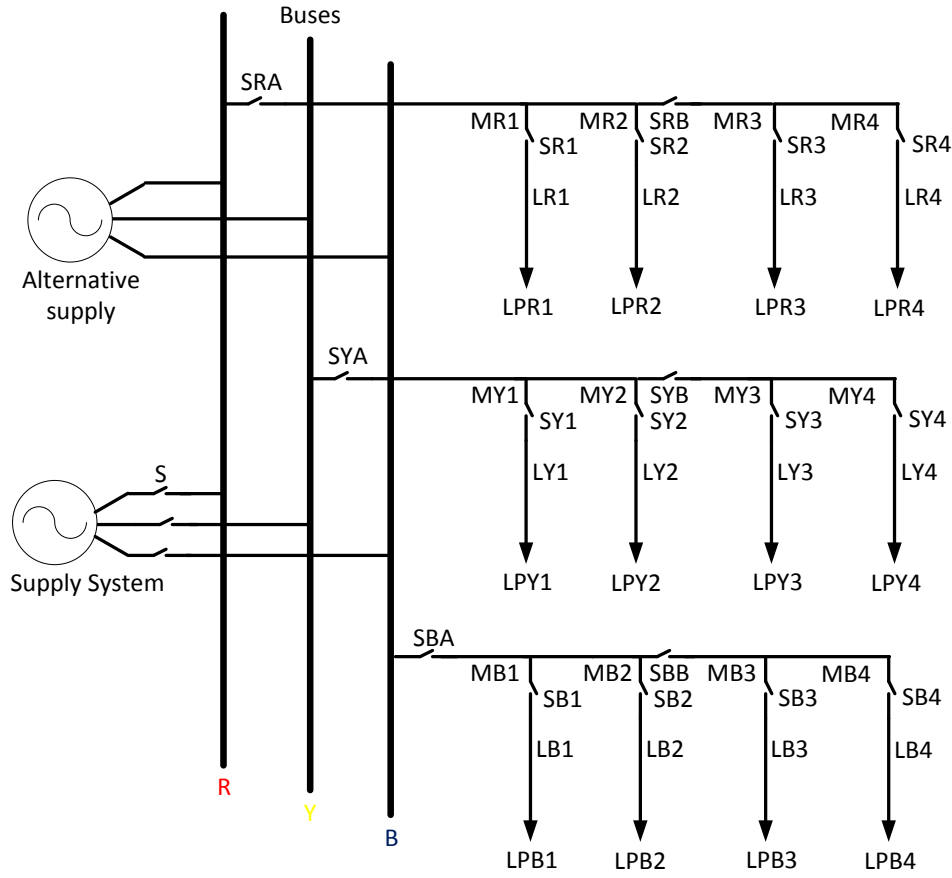 Buses
SRA
MR1
MR2
SRB
MR3
MR4
SR1
SR2
SR3
SR4
LR1
LR2
LR3
LR4
Alternative
supply
LPR1
LPR2
LPR3
LPR4
SYA
MY1
MY2
SYB
MY3
MY4
SY1
SY2
SY3
SY4
S
LY1
LY2
LY3
LY4
Supply System
LPY1
LPY2
LPY3
LPY4
SBA
MB1
MB2
SBB
MB3
MB4
SB1
SB2
SB3
SB4
LB1
LB2
LB3
LB4
R
Y
B
LPB1
LPB2
LPB3
LPB4